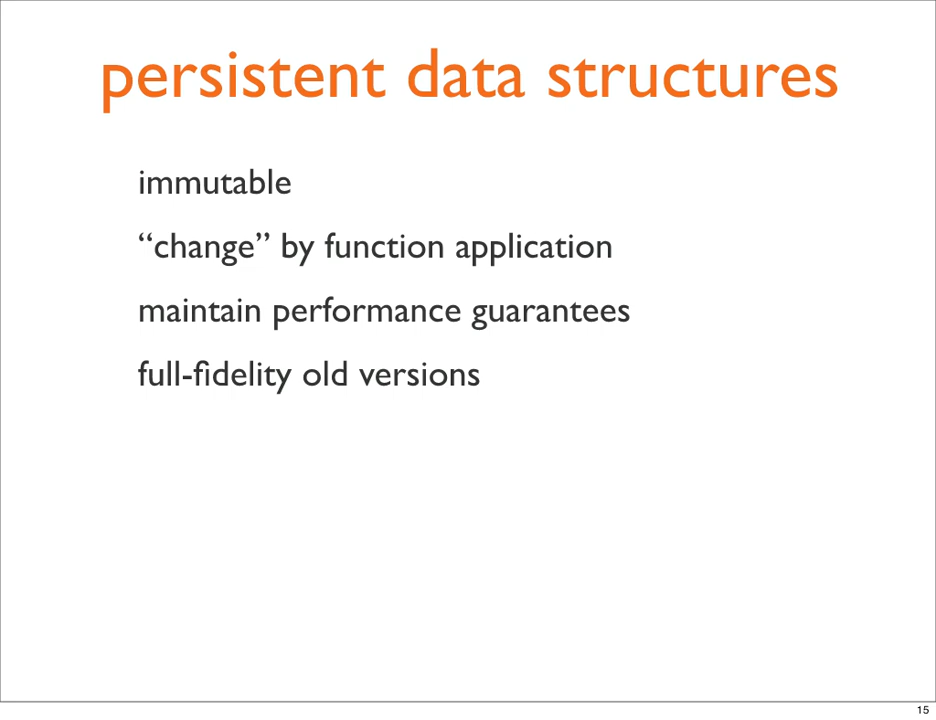 persistent data structures
immutable
“change” by function application
maintain performance guarantees
full-fidelity old versions
15